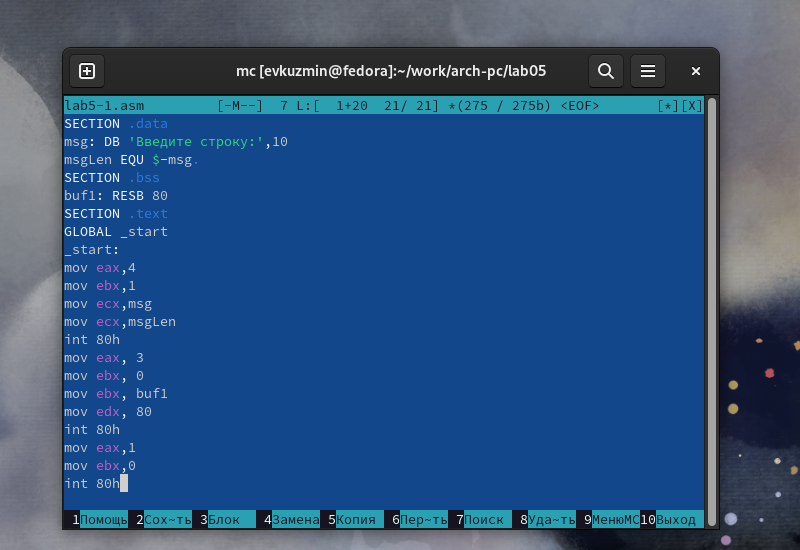 mc [evkuzmin@fedora]:~/work/arch-pc/lab05
lab5-1.asm [-M--] 7 L:[ 1+20 21/ 21] *(275 / 275b) <EOF> [*][X]
SECTION .data
msg: DB 'Введите строку:',10
msgLen EQU $-msg.
SECTION .bss
buf1: RESB 80
SECTION .text
GLOBAL _start
_start:
mov eax,4
mov ebx,1
mov ecx,msg
mov ecx,msgLen
int 80h
mov eax, 3
mov ebx, 0
mov ebx, buf1
mov edx, 80
int 80h
mov eax,1
mov ebx,0
int 80h
1Помощь 2Сох~ть 3Блок 4Замена 5Копия 6Пер~ть 7Поиск 8Уда~ть 9МенюMC 10Выход